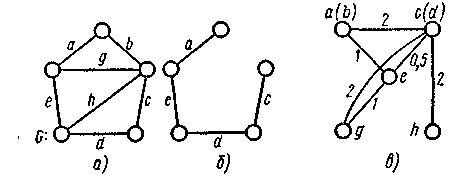 a b g e h c d G:
a e d c
a(b) 2 c(d)
1 0,5
e
2 1 2
g h
а) б) в)